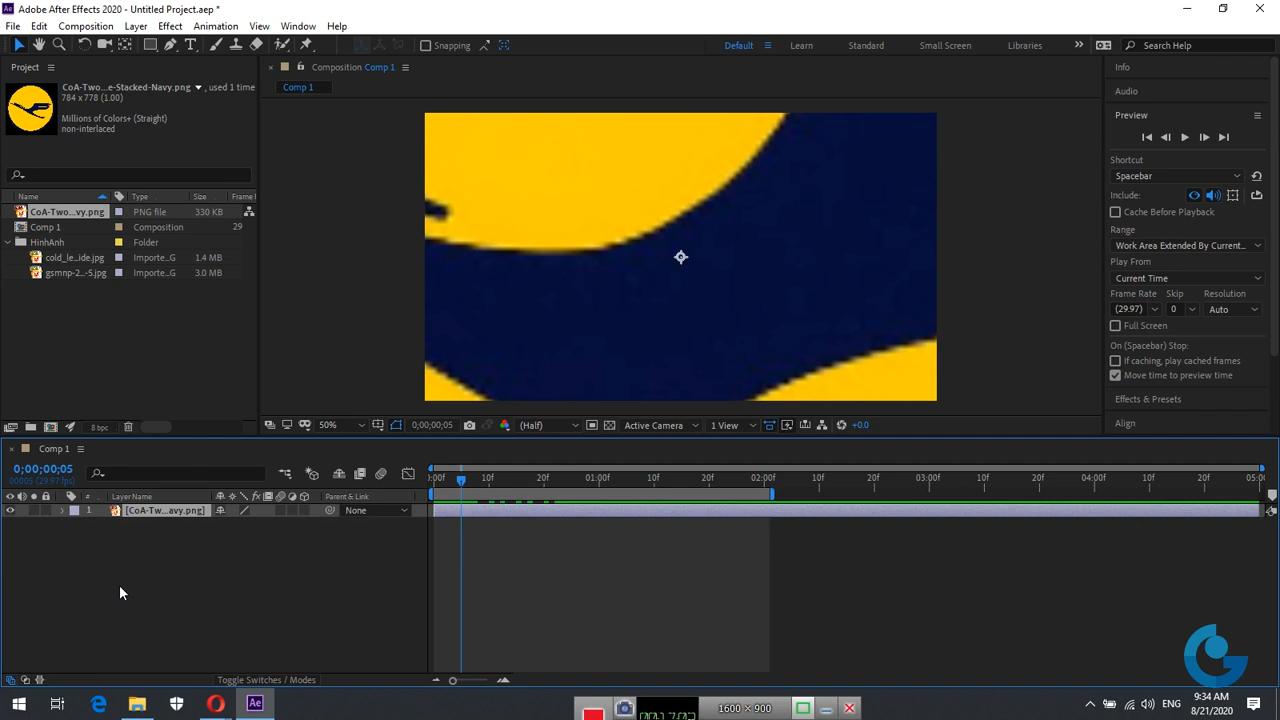 Adobe After Effects 2020 - Untitled Project.aep *
File Edit Composition Layer Effect Animation View Window Help
Snapping Default Learn Standard Small Screen Libraries Search Help
Project
Composition Comp 1
Info
CoA-Two...e-Stacked-Navy.png , used 1 time
784 x 778 (1.00)
Comp 1
Audio
Millions of Colors+ (Straight)
non-interlaced
Preview
Shortcut
Spacebar
Include:
Name Type Size Frame
CoA-Two...vy.png PNG file 330 KB
Comp 1 Composition 29
HinhAnh Folder
cold_le...ide.jpg Importe...G 1.4 MB
gsmnp-2...-5.jpg Importe...G 3.0 MB
Cache Before Playback
Range
Work Area Extended By Current...
Play From
Current Time
Frame Rate Skip Resolution
(29.97) 0 Auto
Full Screen
On (Spacebar) Stop:
If caching, play cached frames
Move time to preview time
Effects & Presets
Align
8 bpc
50% 0;00;00;05 (Half) Active Camera 1 View +0.0
Comp 1
0;00;00;05
00005 (29.97 fps)
:00f 10f 20f 01:00f 10f 20f 02:00f 10f 20f 03:00f 10f 20f 04:00f 10f 20f 05:0
# Layer Name Parent & Link
1 [CoA-Tw...avy.png] None
Toggle Switches / Modes
Ae 1600 × 900 ENG
9:34 AM
8/21/2020